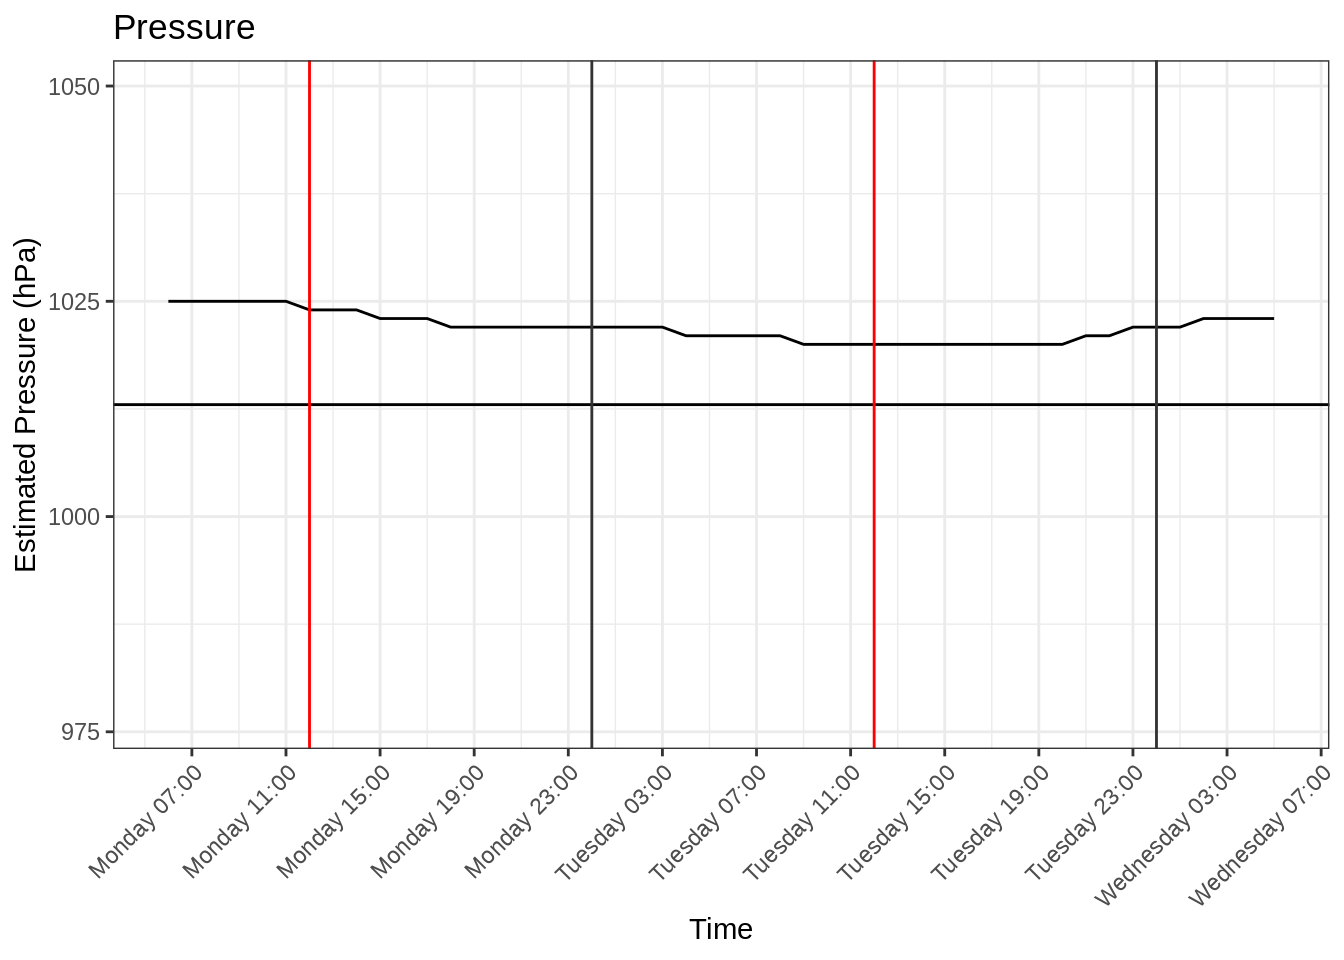 Pressure
Estimated Pressure (hPa)
1050
1025
1000
975
Monday 07:00
Monday 11:00
Monday 15:00
Monday 19:00
Monday 23:00
Tuesday 03:00
Tuesday 07:00
Tuesday 11:00
Tuesday 15:00
Tuesday 19:00
Tuesday 23:00
Wednesday 03:00
Wednesday 07:00
Time